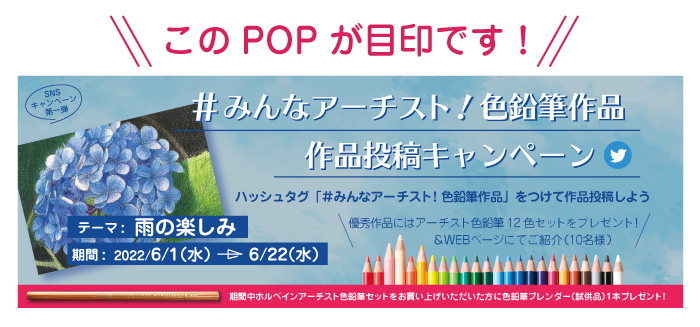 このPOPが目印です！
SNS
キャンペーン
第一弾
＃みんなアーチスト！色鉛筆作品
作品投稿キャンペーン
ハッシュタグ「＃みんなアーチスト！色鉛筆作品」をつけて作品投稿しよう
テーマ：雨の楽しみ
期間：2022/6/1（水）→6/22（水）
優秀作品にはアーチスト色鉛筆12色セットをプレゼント！
＆WEBページにてご紹介（10名様）
期間中ホルベインアーチスト色鉛筆セットをお買い上げいただいた方に色鉛筆ブレンダー（試供品）1本プレゼント！